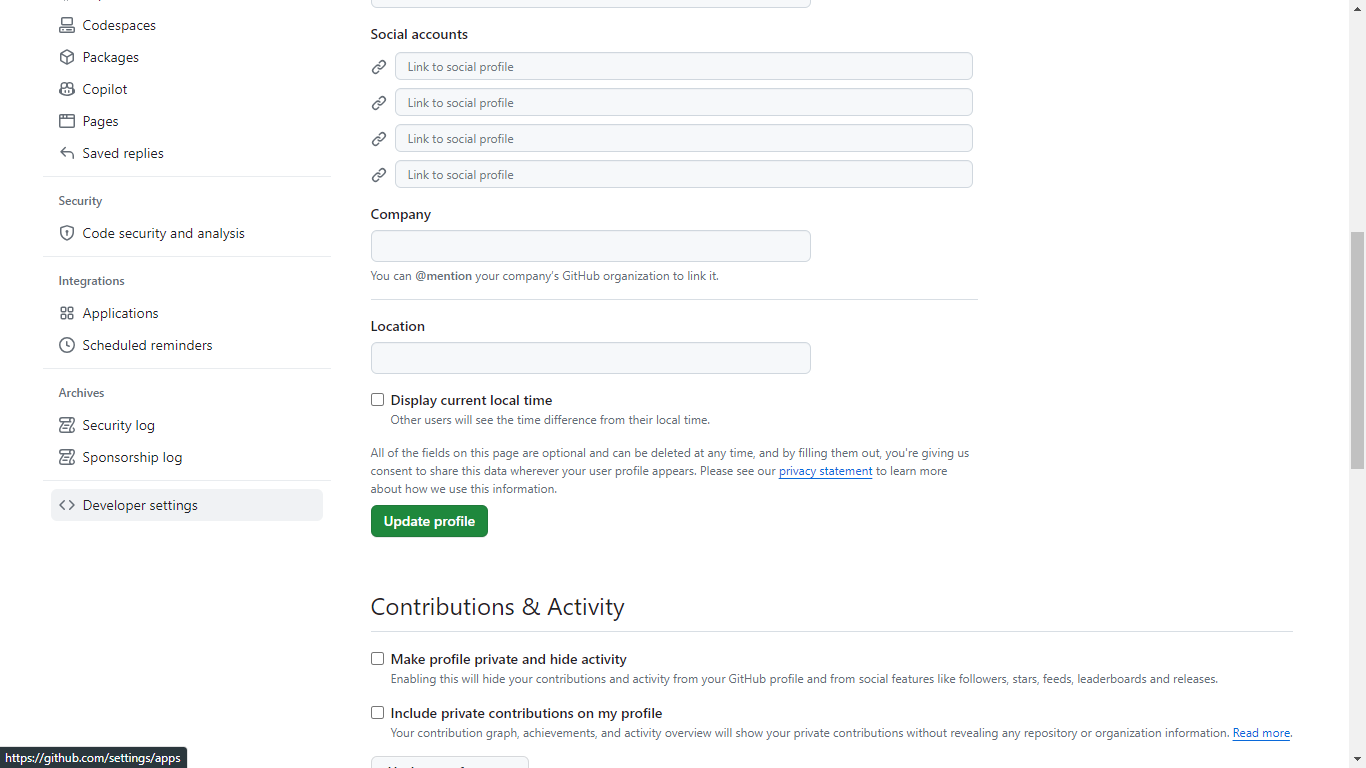 Codespaces
Packages
Copilot
Pages
Saved replies
Security
Code security and analysis
Integrations
Applications
Scheduled reminders
Archives
Security log
Sponsorship log
Developer settings
Social accounts
Link to social profile
Link to social profile
Link to social profile
Link to social profile
Company
You can @mention your company's GitHub organization to link it.
Location
Display current local time
Other users will see the time difference from their local time.
All of the fields on this page are optional and can be deleted at any time, and by filling them out, you're giving us
consent to share this data wherever your user profile appears. Please see our privacy statement to learn more
about how we use this information.
Update profile
Contributions & Activity
Make profile private and hide activity
Enabling this will hide your contributions and activity from your GitHub profile and from social features like followers, stars, feeds, leaderboards and releases.
Include private contributions on my profile
Your contribution graph, achievements, and activity overview will show your private contributions without revealing any repository or organization information. Read more.
https://github.com/settings/apps